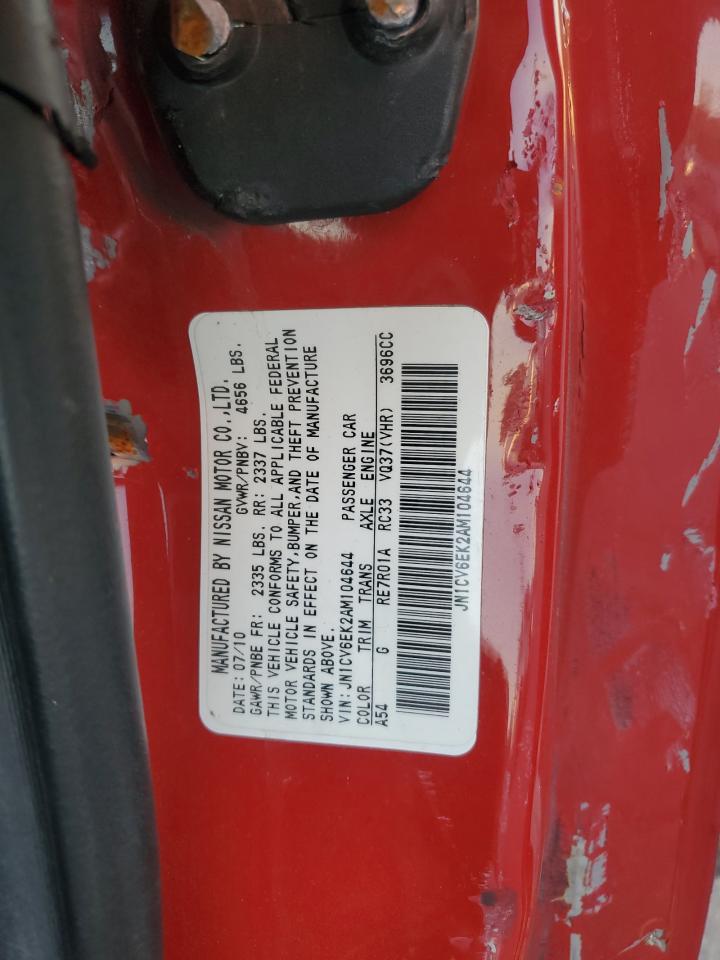 MANUFACTURED BY NISSAN MOTOR CO.,LTD.
DATE: 07/10 GVWR/PNBV: 4656 LBS.
GAWR/PNBE FR: 2335 LBS. RR: 2337 LBS.
THIS VEHICLE CONFORMS TO ALL APPLICABLE FEDERAL
MOTOR VEHICLE SAFETY,BUMPER,AND THEFT PREVENTION
STANDARDS IN EFFECT ON THE DATE OF MANUFACTURE
SHOWN ABOVE.
VIN: JN1CV6EK2AM104644 PASSENGER CAR
COLOR TRIM TRANS AXLE ENGINE
A54 G RE7R01A RC33 VQ37(VHR) 3696CC
JN1CV6EK2AM104644